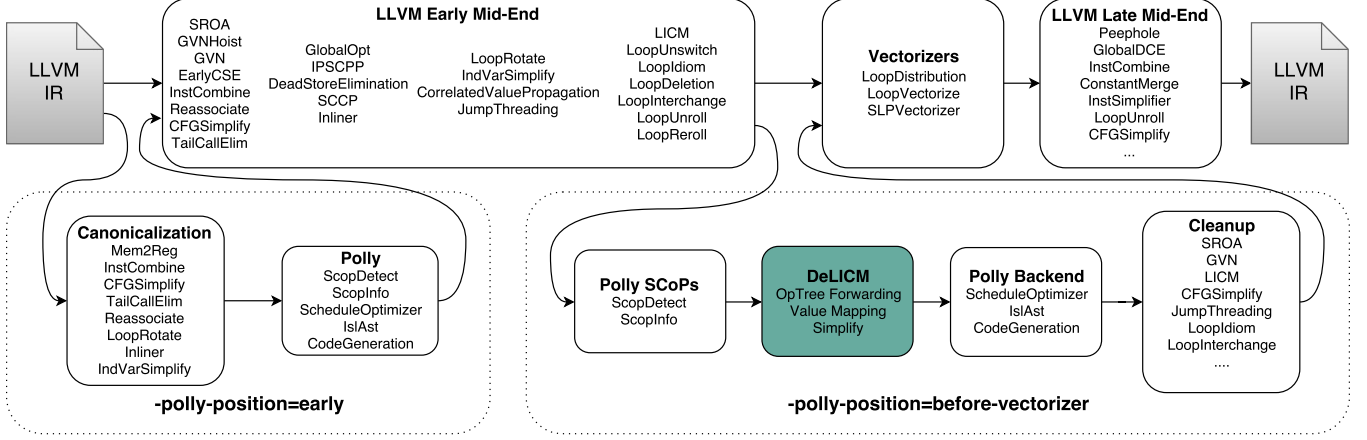 LLVM
IR
LLVM Early Mid-End
SROA
GVNHoist
GVN
EarlyCSE
InstCombine
Reassociate
CFGSimplify
TailCallElim
GlobalOpt
IPSCPP
DeadStoreElimination
SCCP
Inliner
LoopRotate
IndVarSimplify
CorrelatedValuePropagation
JumpThreading
LICM
LoopUnswitch
LoopIdiom
LoopDeletion
LoopInterchange
LoopUnroll
LoopReroll
Vectorizers
LoopDistribution
LoopVectorize
SLPVectorizer
LLVM Late Mid-End
Peephole
GlobalDCE
InstCombine
ConstantMerge
InstSimplifier
LoopUnroll
CFGSimplify
...
LLVM
IR
Canonicalization
Mem2Reg
InstCombine
CFGSimplify
TailCallElim
Reassociate
LoopRotate
Inliner
IndVarSimplify
Polly
ScopDetect
ScopInfo
ScheduleOptimizer
IslAst
CodeGeneration
-polly-position=early
Polly SCoPs
ScopDetect
ScopInfo
DeLICM
OpTree Forwarding
Value Mapping
Simplify
Polly Backend
ScheduleOptimizer
IslAst
CodeGeneration
Cleanup
SROA
GVN
LICM
CFGSimplify
JumpThreading
LoopIdiom
LoopInterchange
....
-polly-position=before-vectorizer